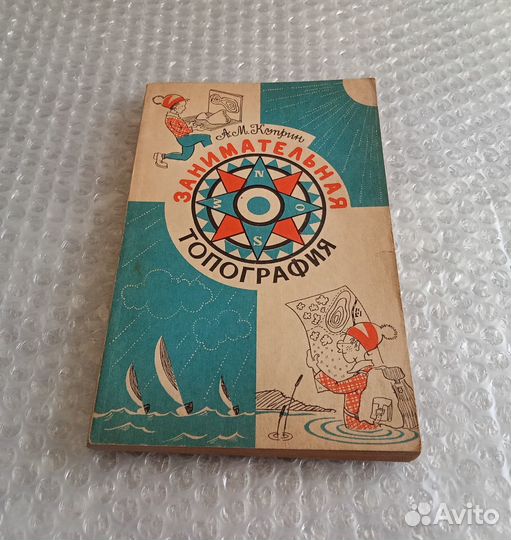 А.М. Куприн
ЗАНИМАТЕЛЬНАЯ
N
W O
S
ТОПОГРАФИЯ
Avito